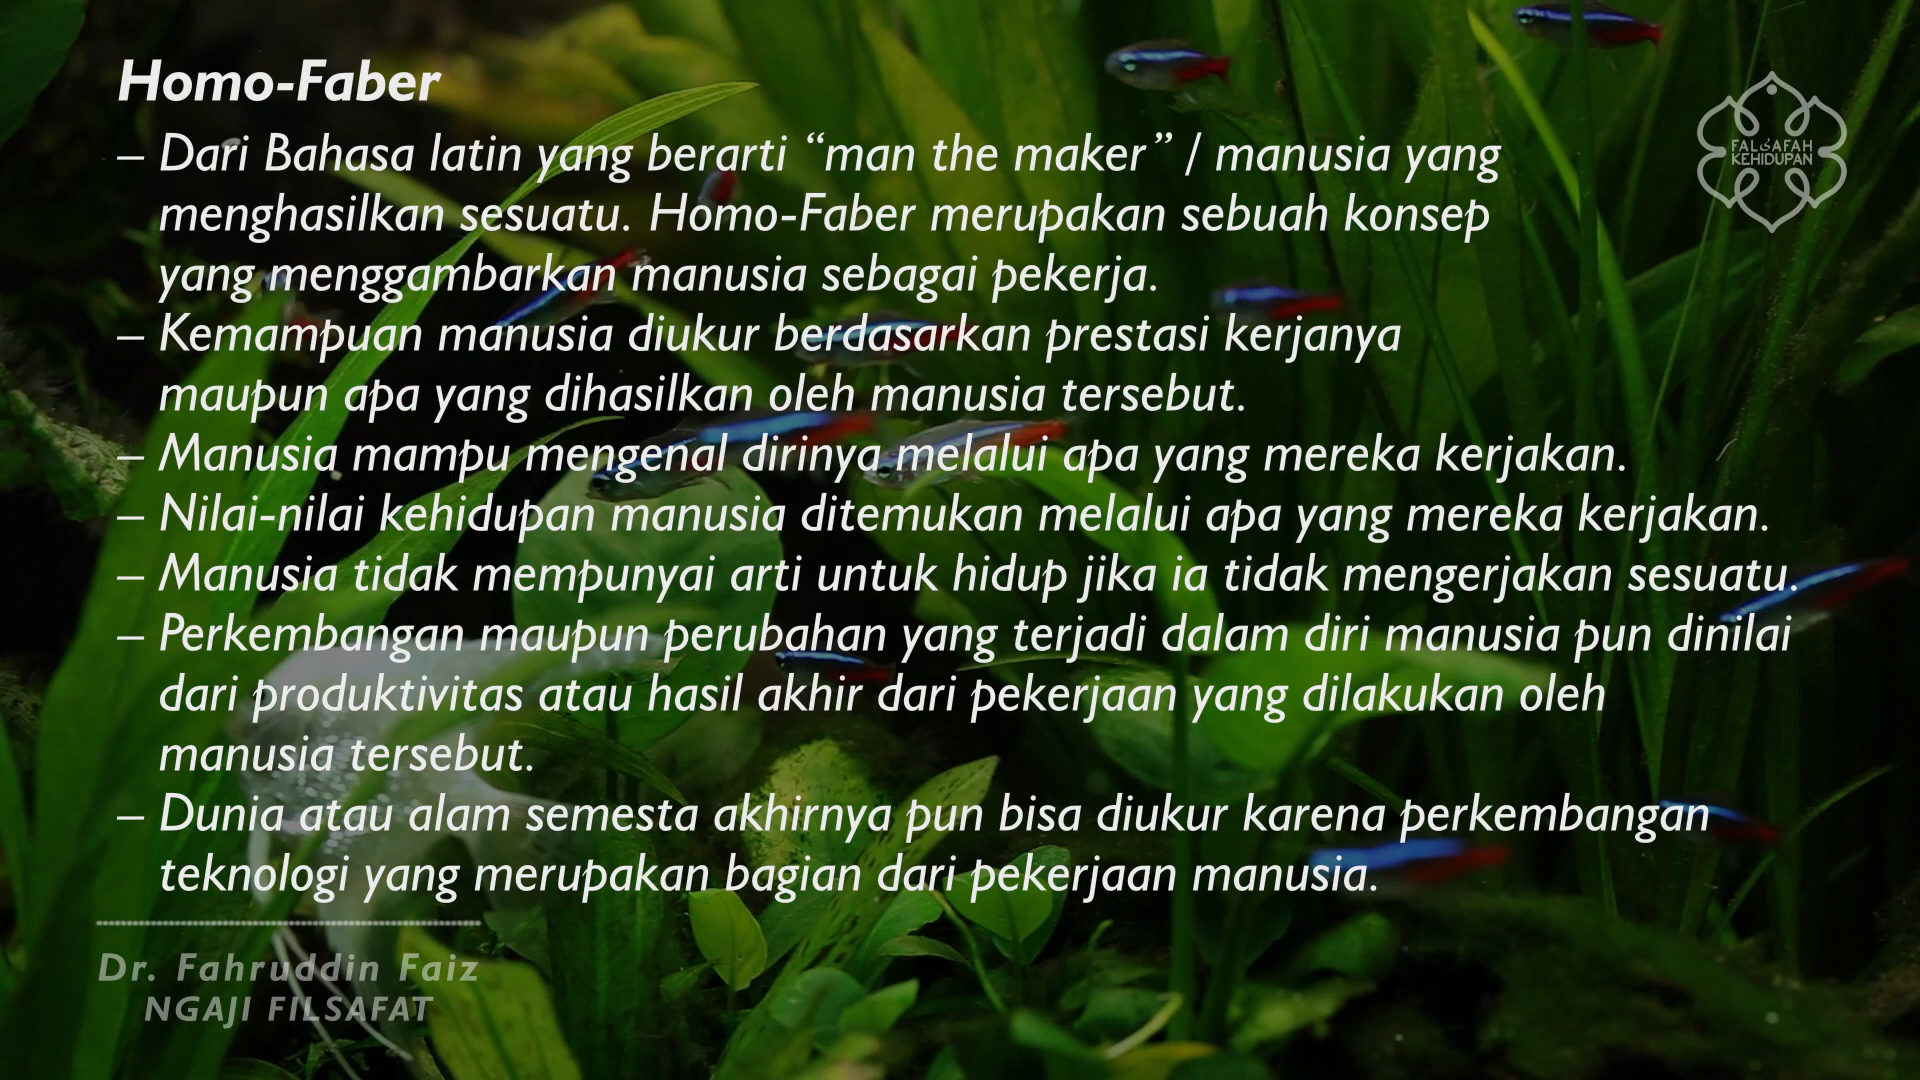 Homo-Faber
– Dari Bahasa latin yang berarti “man the maker” / manusia yang
menghasilkan sesuatu. Homo-Faber merupakan sebuah konsep
yang menggambarkan manusia sebagai pekerja.
– Kemampuan manusia diukur berdasarkan prestasi kerjanya
maupun apa yang dihasilkan oleh manusia tersebut.
– Manusia mampu mengenal dirinya melalui apa yang mereka kerjakan.
– Nilai-nilai kehidupan manusia ditemukan melalui apa yang mereka kerjakan.
– Manusia tidak mempunyai arti untuk hidup jika ia tidak mengerjakan sesuatu.
– Perkembangan maupun perubahan yang terjadi dalam diri manusia pun dinilai
dari produktivitas atau hasil akhir dari pekerjaan yang dilakukan oleh
manusia tersebut.
– Dunia atau alam semesta akhirnya pun bisa diukur karena perkembangan
teknologi yang merupakan bagian dari pekerjaan manusia.
Dr. Fahruddin Faiz
NGAJI FILSAFAT
FALSAFAH
KEHIDUPAN